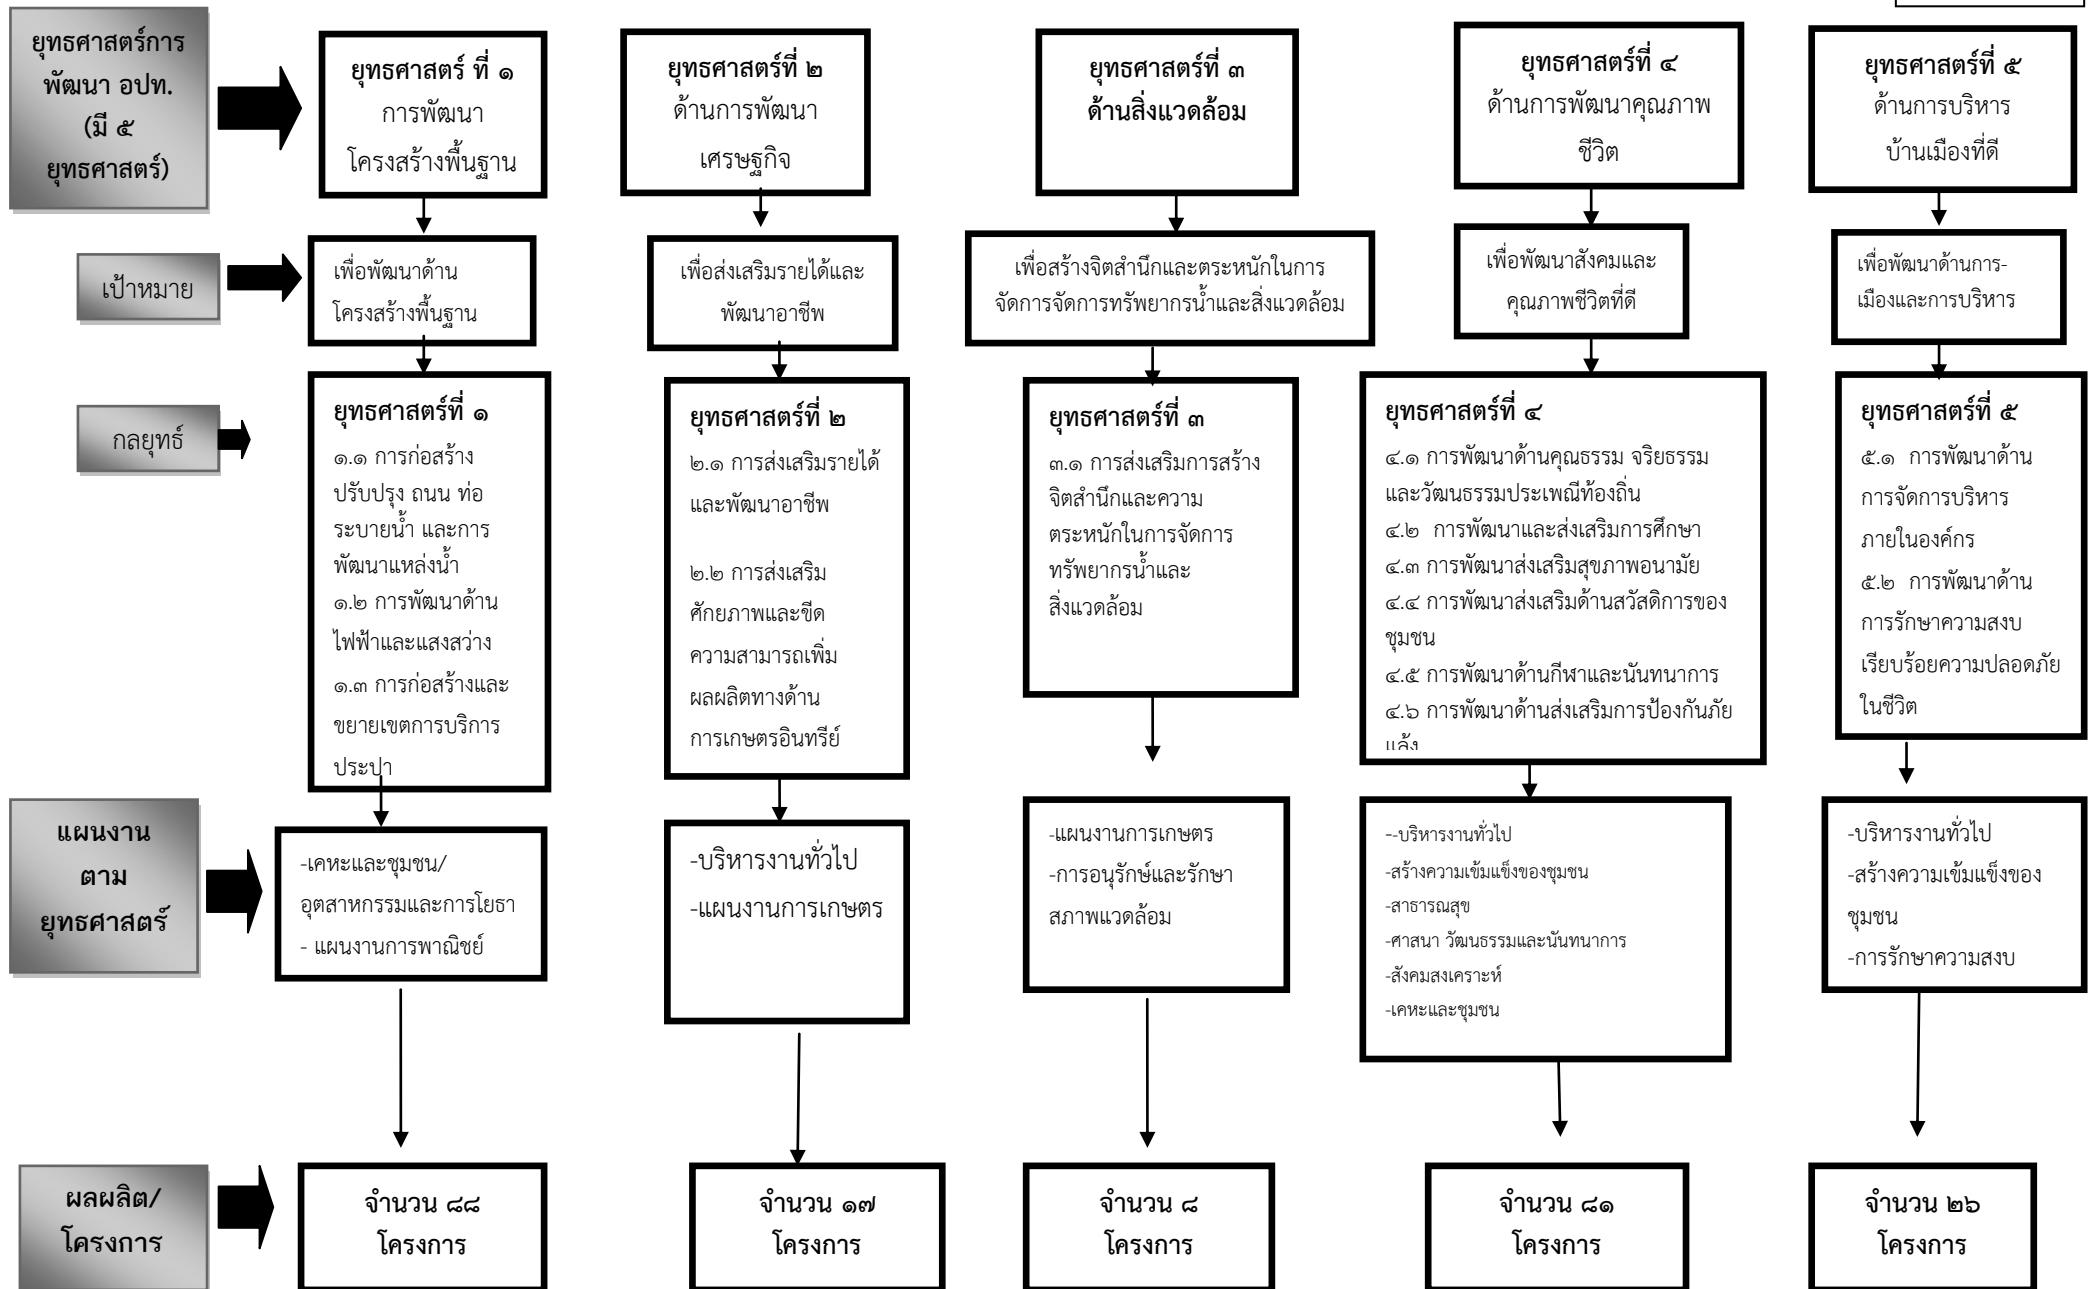 ยุทธศาสตร์การ
พัฒนา อปท.
(มี ๕
ยุทธศาสตร์)
ยุทธศาสตร์ ที่ ๑
การพัฒนา
โครงสร้างพื้นฐาน
ยุทธศาสตร์ที่ ๒
ด้านการพัฒนา
เศรษฐกิจ
ยุทธศาสตร์ที่ ๓
ด้านสิ่งแวดล้อม
ยุทธศาสตร์ที่ ๔
ด้านการพัฒนาคุณภาพ
ชีวิต
ยุทธศาสตร์ที่ ๕
ด้านการบริหาร
บ้านเมืองที่ดี
เป้าหมาย
เพื่อพัฒนาด้าน
โครงสร้างพื้นฐาน
เพื่อส่งเสริมรายได้และ
พัฒนาอาชีพ
เพื่อสร้างจิตสำนึกและตระหนักในการ
จัดการจัดการทรัพยากรน้ำและสิ่งแวดล้อม
เพื่อพัฒนาสังคมและ
คุณภาพชีวิตที่ดี
เพื่อพัฒนาด้านการ-
เมืองและการบริหาร
กลยุทธ์
ยุทธศาสตร์ที่ ๑
๑.๑ การก่อสร้าง
ปรับปรุง ถนน ท่อ
ระบายน้ำ และการ
พัฒนาแหล่งน้ำ
๑.๒ การพัฒนาด้าน
ไฟฟ้าและแสงสว่าง
๑.๓ การก่อสร้างและ
ขยายเขตการบริการ
ประปา
ยุทธศาสตร์ที่ ๒
๒.๑ การส่งเสริมรายได้
และพัฒนาอาชีพ
๒.๒ การส่งเสริม
ศักยภาพและขีด
ความสามารถเพิ่ม
ผลผลิตทางด้าน
การเกษตรอินทรีย์
ยุทธศาสตร์ที่ ๓
๓.๑ การส่งเสริมการสร้าง
จิตสำนึกและความ
ตระหนักในการจัดการ
ทรัพยากรน้ำและ
สิ่งแวดล้อม
ยุทธศาสตร์ที่ ๔
๔.๑ การพัฒนาด้านคุณธรรม จริยธรรม
และวัฒนธรรมประเพณีท้องถิ่น
๔.๒ การพัฒนาและส่งเสริมการศึกษา
๔.๓ การพัฒนาส่งเสริมสุขภาพอนามัย
๔.๔ การพัฒนาส่งเสริมด้านสวัสดิการของ
ชุมชน
๔.๕ การพัฒนาด้านกีฬาและนันทนาการ
๔.๖ การพัฒนาด้านส่งเสริมการป้องกันภัย
แล้ง
ยุทธศาสตร์ที่ ๕
๕.๑ การพัฒนาด้าน
การจัดการบริหาร
ภายในองค์กร
๕.๒ การพัฒนาด้าน
การรักษาความสงบ
เรียบร้อยความปลอดภัย
ในชีวิต
แผนงาน
ตาม
ยุทธศาสตร์
-เคหะและชุมชน/
อุตสาหกรรมและการโยธา
- แผนงานการพาณิชย์
-บริหารงานทั่วไป
-แผนงานการเกษตร
-แผนงานการเกษตร
-การอนุรักษ์และรักษา
สภาพแวดล้อม
--บริหารงานทั่วไป
-สร้างความเข้มแข็งของชุมชน
-สาธารณสุข
-ศาสนา วัฒนธรรมและนันทนาการ
-สังคมสงเคราะห์
-เคหะและชุมชน
-บริหารงานทั่วไป
-สร้างความเข้มแข็งของ
ชุมชน
-การรักษาความสงบ
ผลผลิต/
โครงการ
จำนวน ๘๘
โครงการ
จำนวน ๑๗
โครงการ
จำนวน ๘
โครงการ
จำนวน ๘๑
โครงการ
จำนวน ๒๖
โครงการ